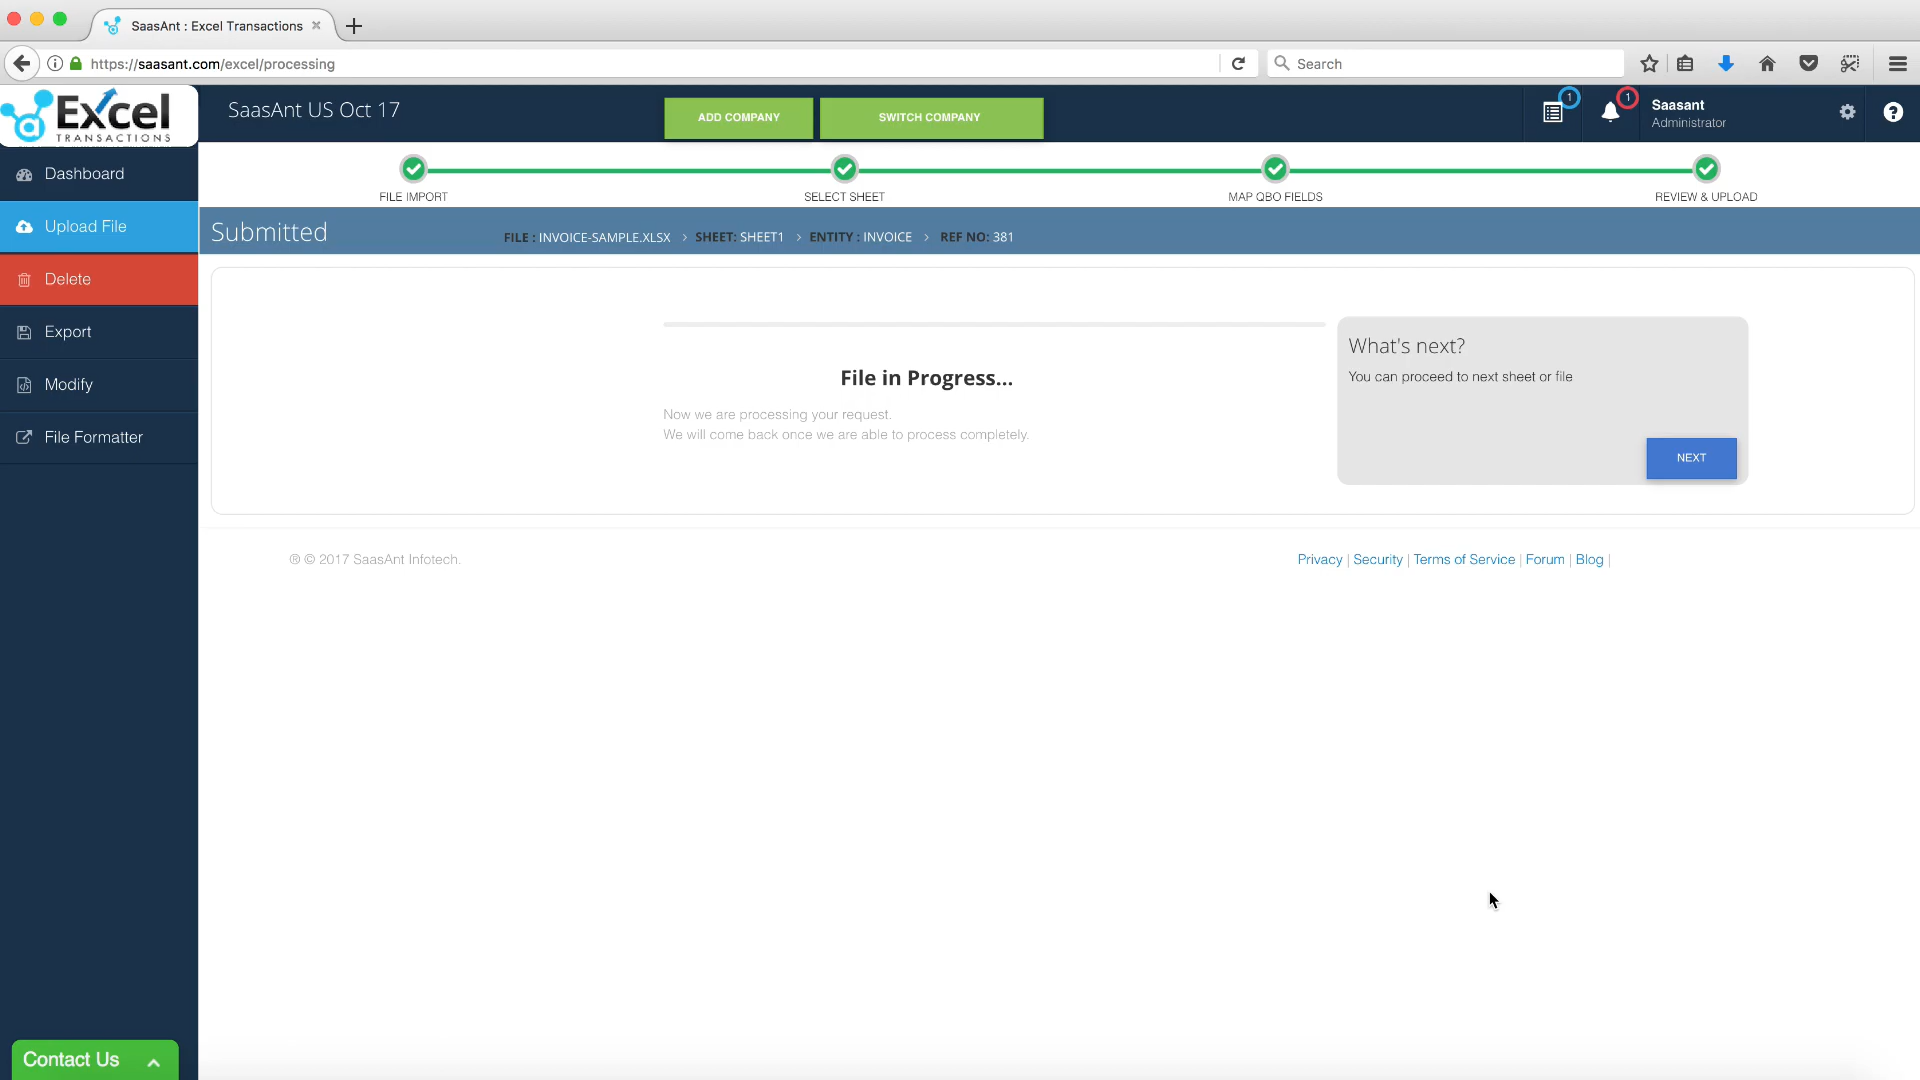 SaasAnt : Excel Transactions
https://saasant.com/excel/processing
Search
Excel
TRANSACTIONS
SaasAnt US Oct 17
ADD COMPANY
SWITCH COMPANY
1
1
Saasant
Administrator
Dashboard
Upload File
Delete
Export
Modify
File Formatter
FILE IMPORT
SELECT SHEET
MAP QBO FIELDS
REVIEW & UPLOAD
Submitted
FILE : INVOICE-SAMPLE.XLSX > SHEET: SHEET1 > ENTITY : INVOICE > REF NO: 381
File in Progress...
Now we are processing your request.
We will come back once we are able to process completely.
What's next?
You can proceed to next sheet or file
NEXT
® © 2017 SaasAnt Infotech.
Privacy | Security | Terms of Service | Forum | Blog |
Contact Us